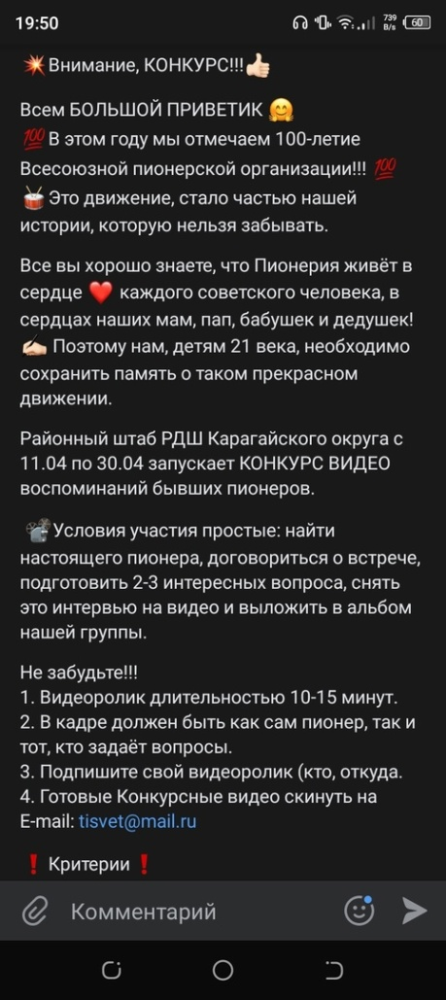 19:50
739
B/s
60
💥Внимание, КОНКУРС!!!👍🏻
Всем БОЛЬШОЙ ПРИВЕТИК 🤗
💯В этом году мы отмечаем 100-летие
Всесоюзной пионерской организации!!! 💯
🥁Это движение, стало частью нашей
истории, которую нельзя забывать.
Все вы хорошо знаете, что Пионерия живёт в
сердце ❤️ каждого советского человека, в
сердцах наших мам, пап, бабушек и дедушек!
✍🏻 Поэтому нам, детям 21 века, необходимо
сохранить память о таком прекрасном
движении.
Районный штаб РДШ Карагайского округа с
11.04 по 30.04 запускает КОНКУРС ВИДЕО
воспоминаний бывших пионеров.
📽Условия участия простые: найти
настоящего пионера, договориться о встрече,
подготовить 2-3 интересных вопроса, снять
это интервью на видео и выложить в альбом
нашей группы.
Не забудьте!!!
1. Видеоролик длительностью 10-15 минут.
2. В кадре должен быть как сам пионер, так и
тот, кто задаёт вопросы.
3. Подпишите свой видеоролик (кто, откуда.
4. Готовые Конкурсные видео скинуть на
E-mail: tisvet@mail.ru
❗ Критерии ❗
Комментарий